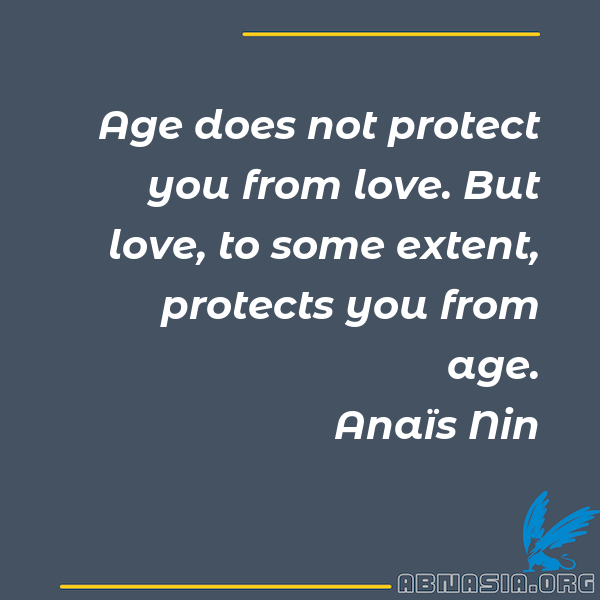 Age does not protect
you from love. But
love, to some extent,
protects you from
age.
Anaïs Nin
ABNASIA.ORG